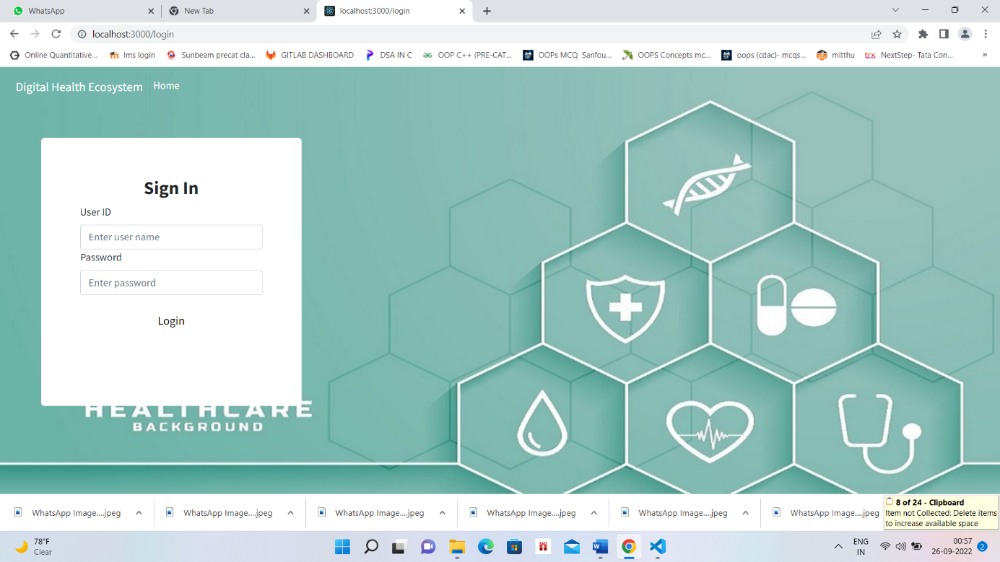 WhatsApp
New Tab
localhost:3000/login
localhost:3000/login
Online Quantitative...
lms login
Sunbeam precat cla...
GITLAB DASHBOARD
DSA IN C
OOP C++ (PRE-CAT...
OOPs MCQ Sanfou...
OOPS Concepts mc...
oops (cdac)- mcqs...
mitthu
NextStep- Tata Con...
»
Digital Health Ecosystem
Home
Sign In
User ID
Enter user name
Password
Enter password
Login
HEALTHCARE
BACKGROUND
WhatsApp Image....jpeg
WhatsApp Image....jpeg
WhatsApp Image....jpeg
WhatsApp Image....jpeg
WhatsApp Image....jpeg
WhatsApp Image....jpeg
8 of 24 - Clipboard
Item not Collected: Delete items
to increase available space
78°F
Clear
ENG
IN
00:57
26-09-2022
2